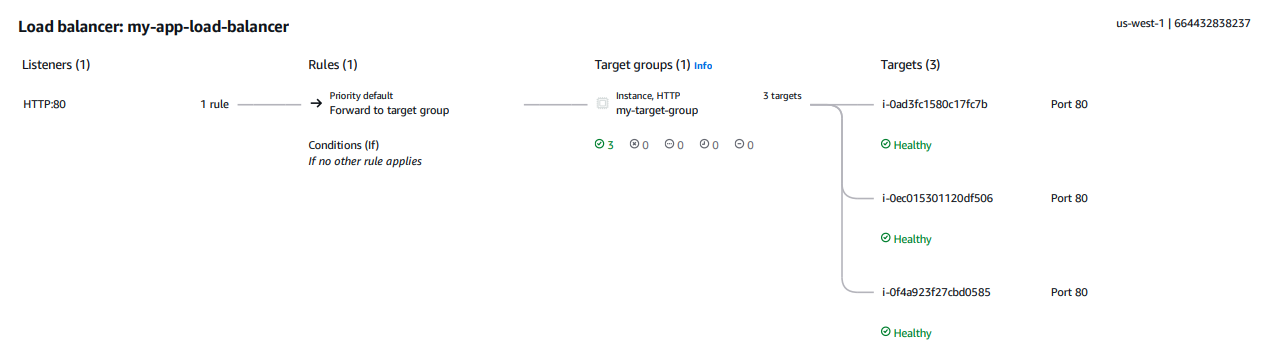 Load balancer: my-app-load-balancer
us-west-1 | 664432838237
Listeners (1)
Rules (1)
Target groups (1) Info
Targets (3)
HTTP:80
1 rule
Priority default
Forward to target group
Conditions (If)
If no other rule applies
Instance, HTTP
my-target-group
3 targets
3 0 0 0 0
i-0ad3fc1580c17fc7b Port 80
Healthy
i-0ec015301120df506 Port 80
Healthy
i-0f4a923f27cbd0585 Port 80
Healthy